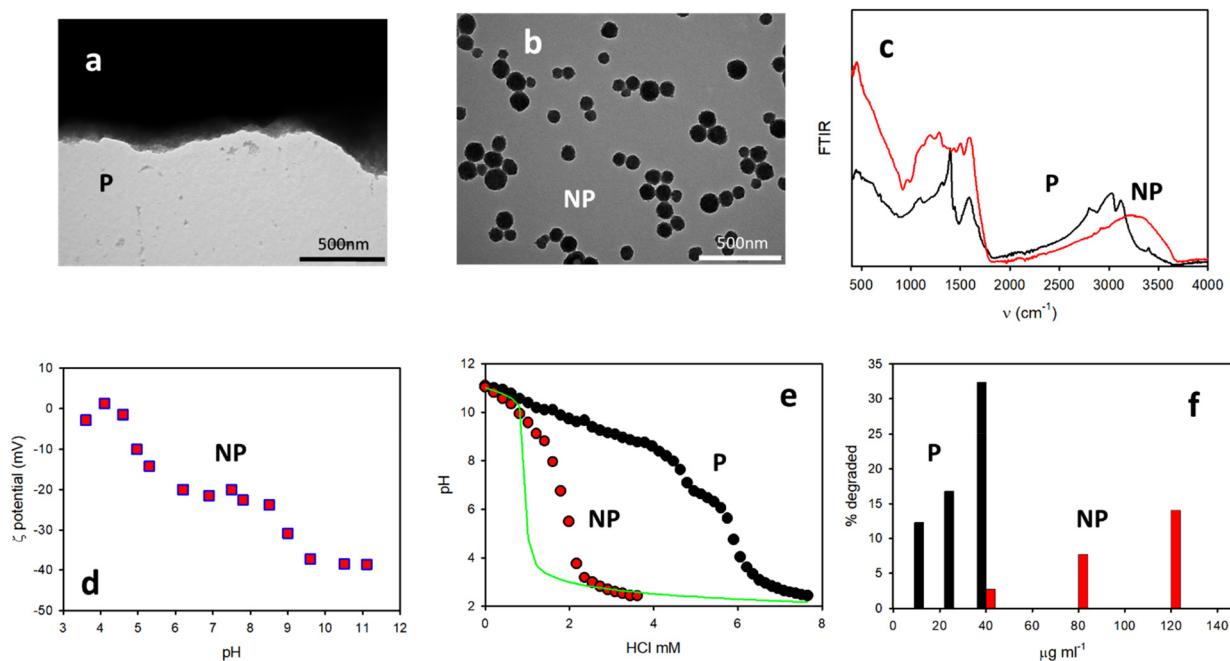 a
P
500nm
b
NP
500nm
c
FTIR
P
NP
500 1000 1500 2000 2500 3000 3500 4000
ν (cm⁻¹)
10
0
-10
-20
-30
-40
-50
ζ potential (mV)
NP
d
3 4 5 6 7 8 9 10 11 12
pH
12
10
8
6
4
2
pH
e
P
NP
0 2 4 6 8
HCl mM
35
30
25
20
15
10
5
0
% degraded
f
P
NP
0 20 40 60 80 100 120 140
μg ml⁻¹